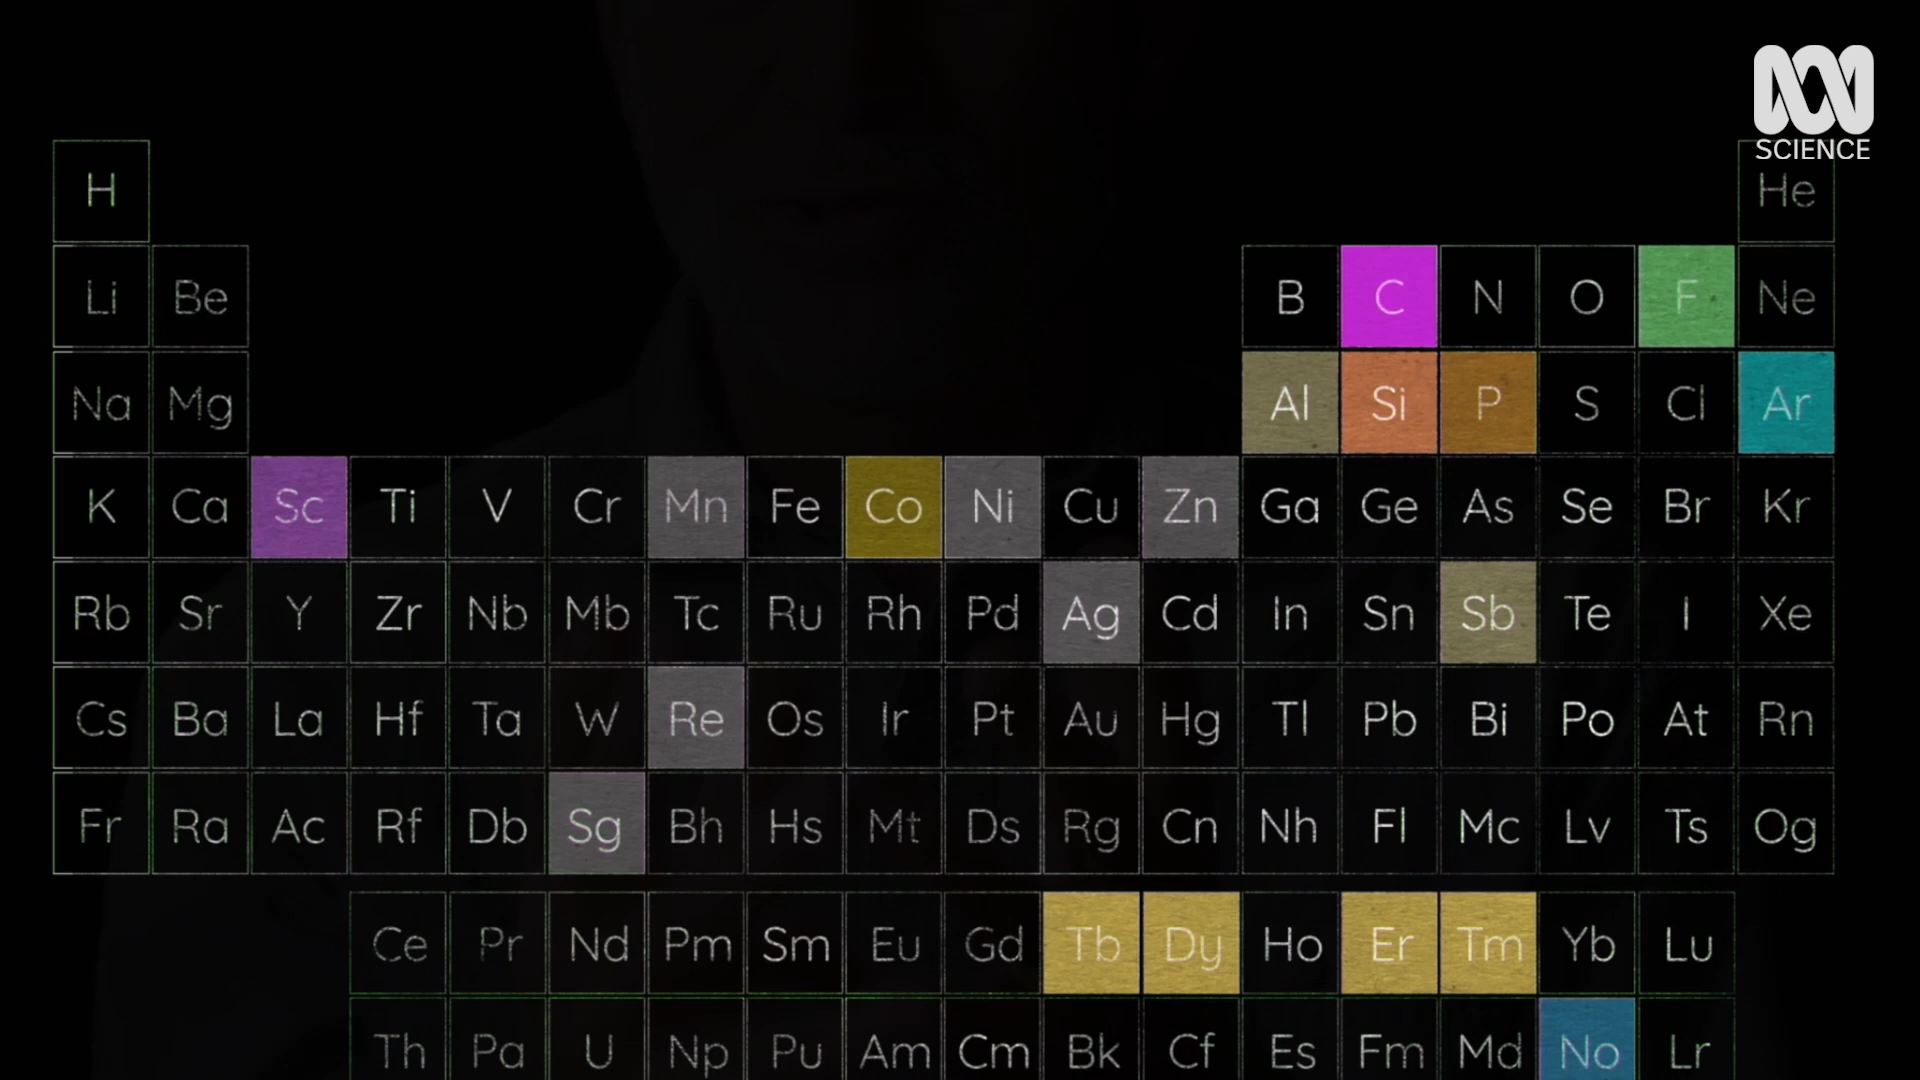 SCIENCE
H He
Li Be B C N O F Ne
Na Mg Al Si P S Cl Ar
K Ca Sc Ti V Cr Mn Fe Co Ni Cu Zn Ga Ge As Se Br Kr
Rb Sr Y Zr Nb Mb Tc Ru Rh Pd Ag Cd In Sn Sb Te I Xe
Cs Ba La Hf Ta W Re Os Ir Pt Au Hg Tl Pb Bi Po At Rn
Fr Ra Ac Rf Db Sg Bh Hs Mt Ds Rg Cn Nh Fl Mc Lv Ts Og
Ce Pr Nd Pm Sm Eu Gd Tb Dy Ho Er Tm Yb Lu
Th Pa U Np Pu Am Cm Bk Cf Es Fm Md No Lr